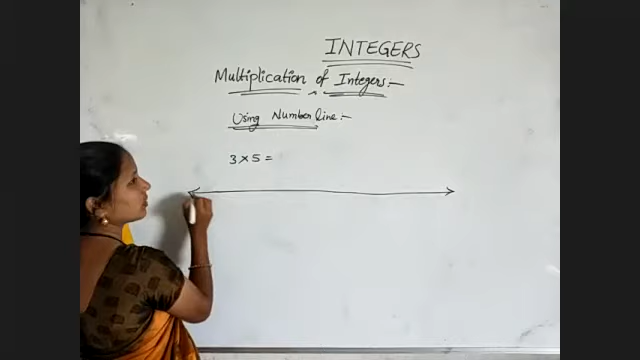 INTEGERS
Multiplication of Integers:-
Using Number line:-
3 × 5 =